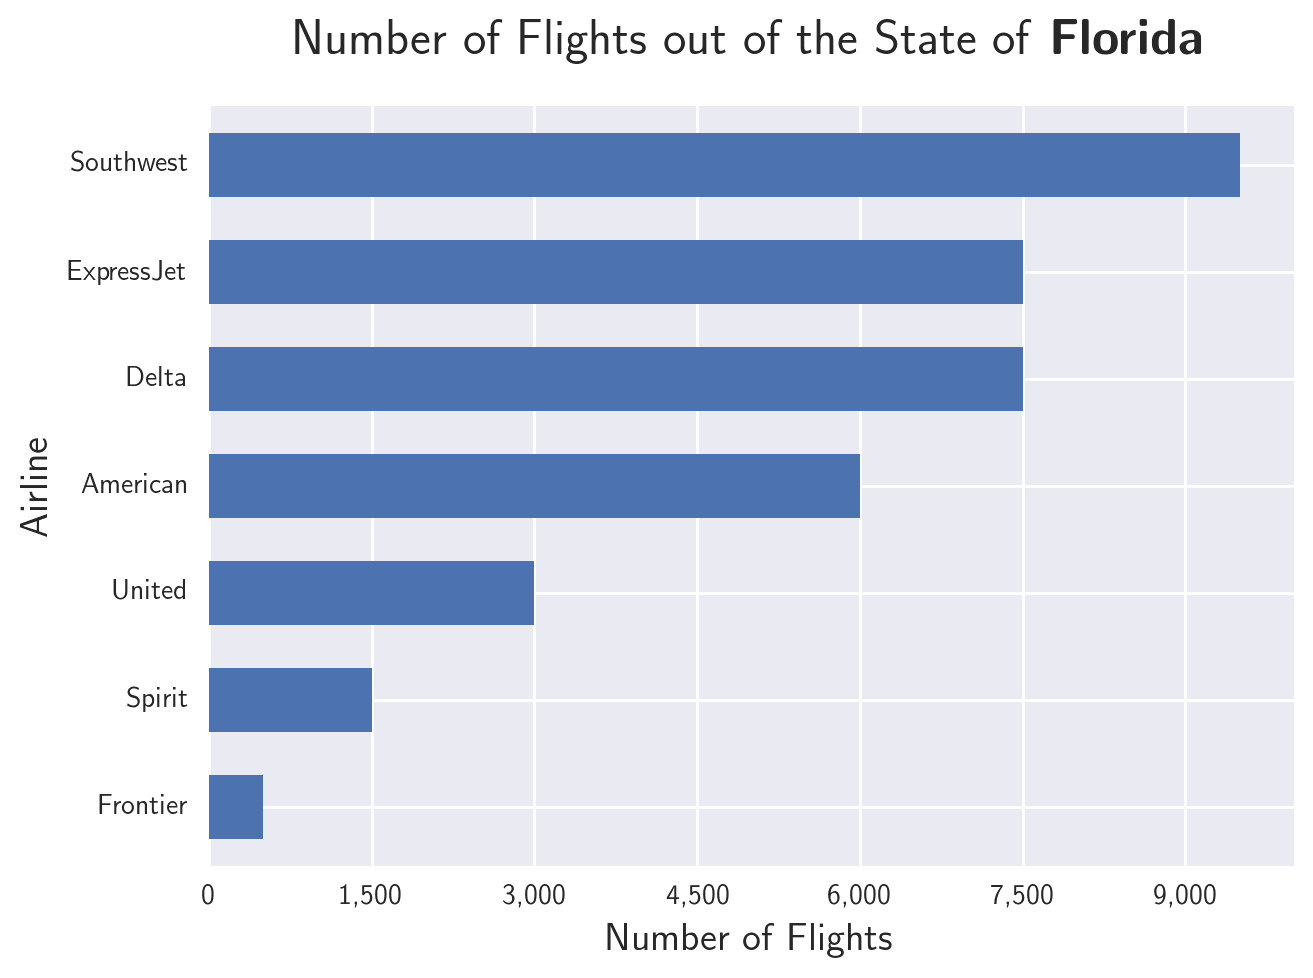 Number of Flights out of the State of Florida
Southwest
ExpressJet
Delta
American
United
Spirit
Frontier
Airline
0 1,500 3,000 4,500 6,000 7,500 9,000
Number of Flights